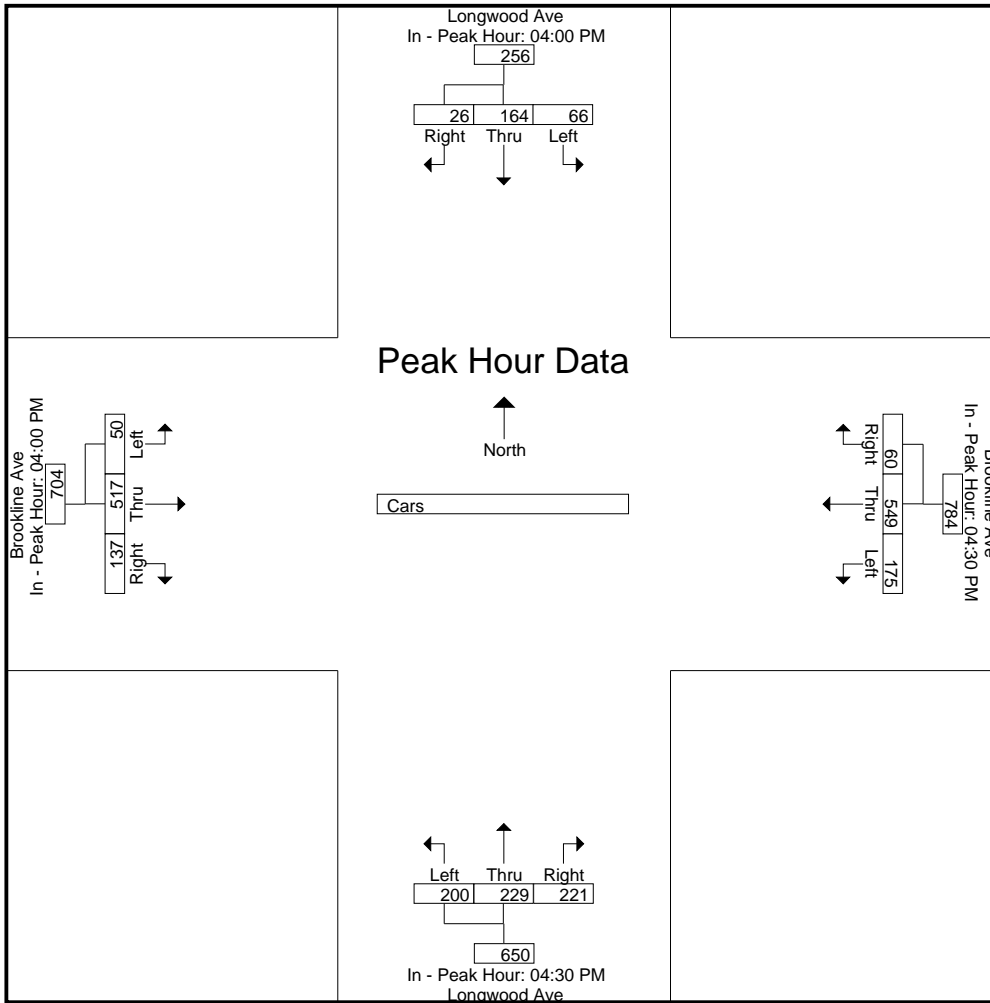 Longwood Ave
In - Peak Hour: 04:00 PM
256
26 164 66
Right Thru Left
Peak Hour Data
North
Cars
Brookline Ave
In - Peak Hour: 04:00 PM
704
50 517 137
Left Thru Right
Brookline Ave
In - Peak Hour: 04:30 PM
784
60 549 175
Right Thru Left
Left Thru Right
200 229 221
650
In - Peak Hour: 04:30 PM
Longwood Ave